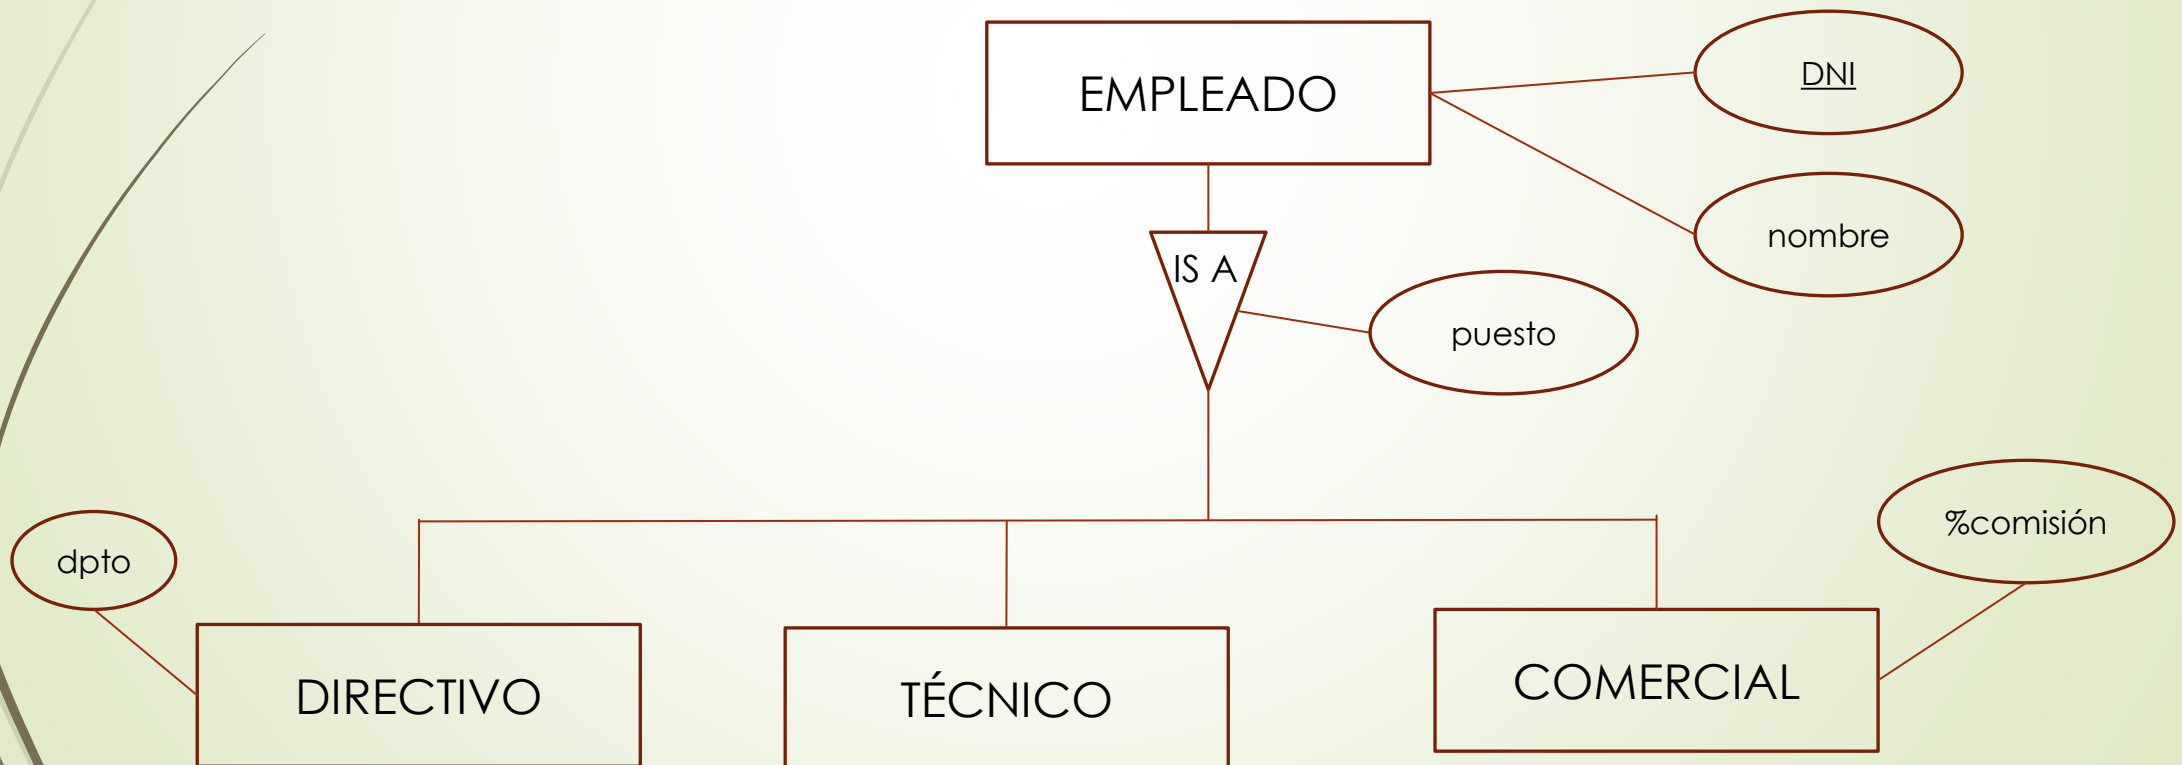 EMPLEADO
DNI
nombre
IS A
puesto
dpto
%comisión
DIRECTIVO
TÉCNICO
COMERCIAL